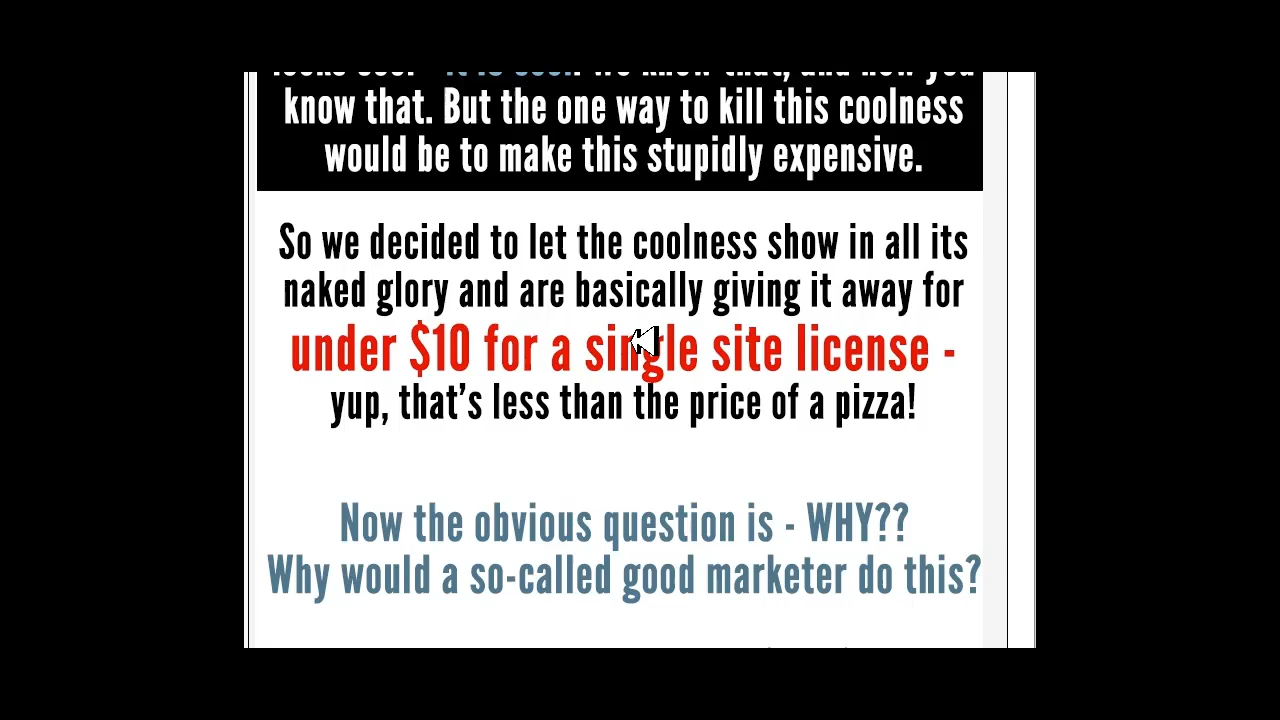 know that. But the one way to kill this coolness
would be to make this stupidly expensive.
So we decided to let the coolness show in all its
naked glory and are basically giving it away for
under $10 for a single site license -
yup, that’s less than the price of a pizza!
Now the obvious question is - WHY??
Why would a so-called good marketer do this?